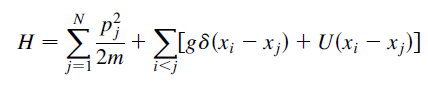 H = \sum_{j=1}^{N} \frac{p_j^2}{2m} + \sum_{i<j} [g\delta(x_i - x_j) + U(x_i - x_j)]